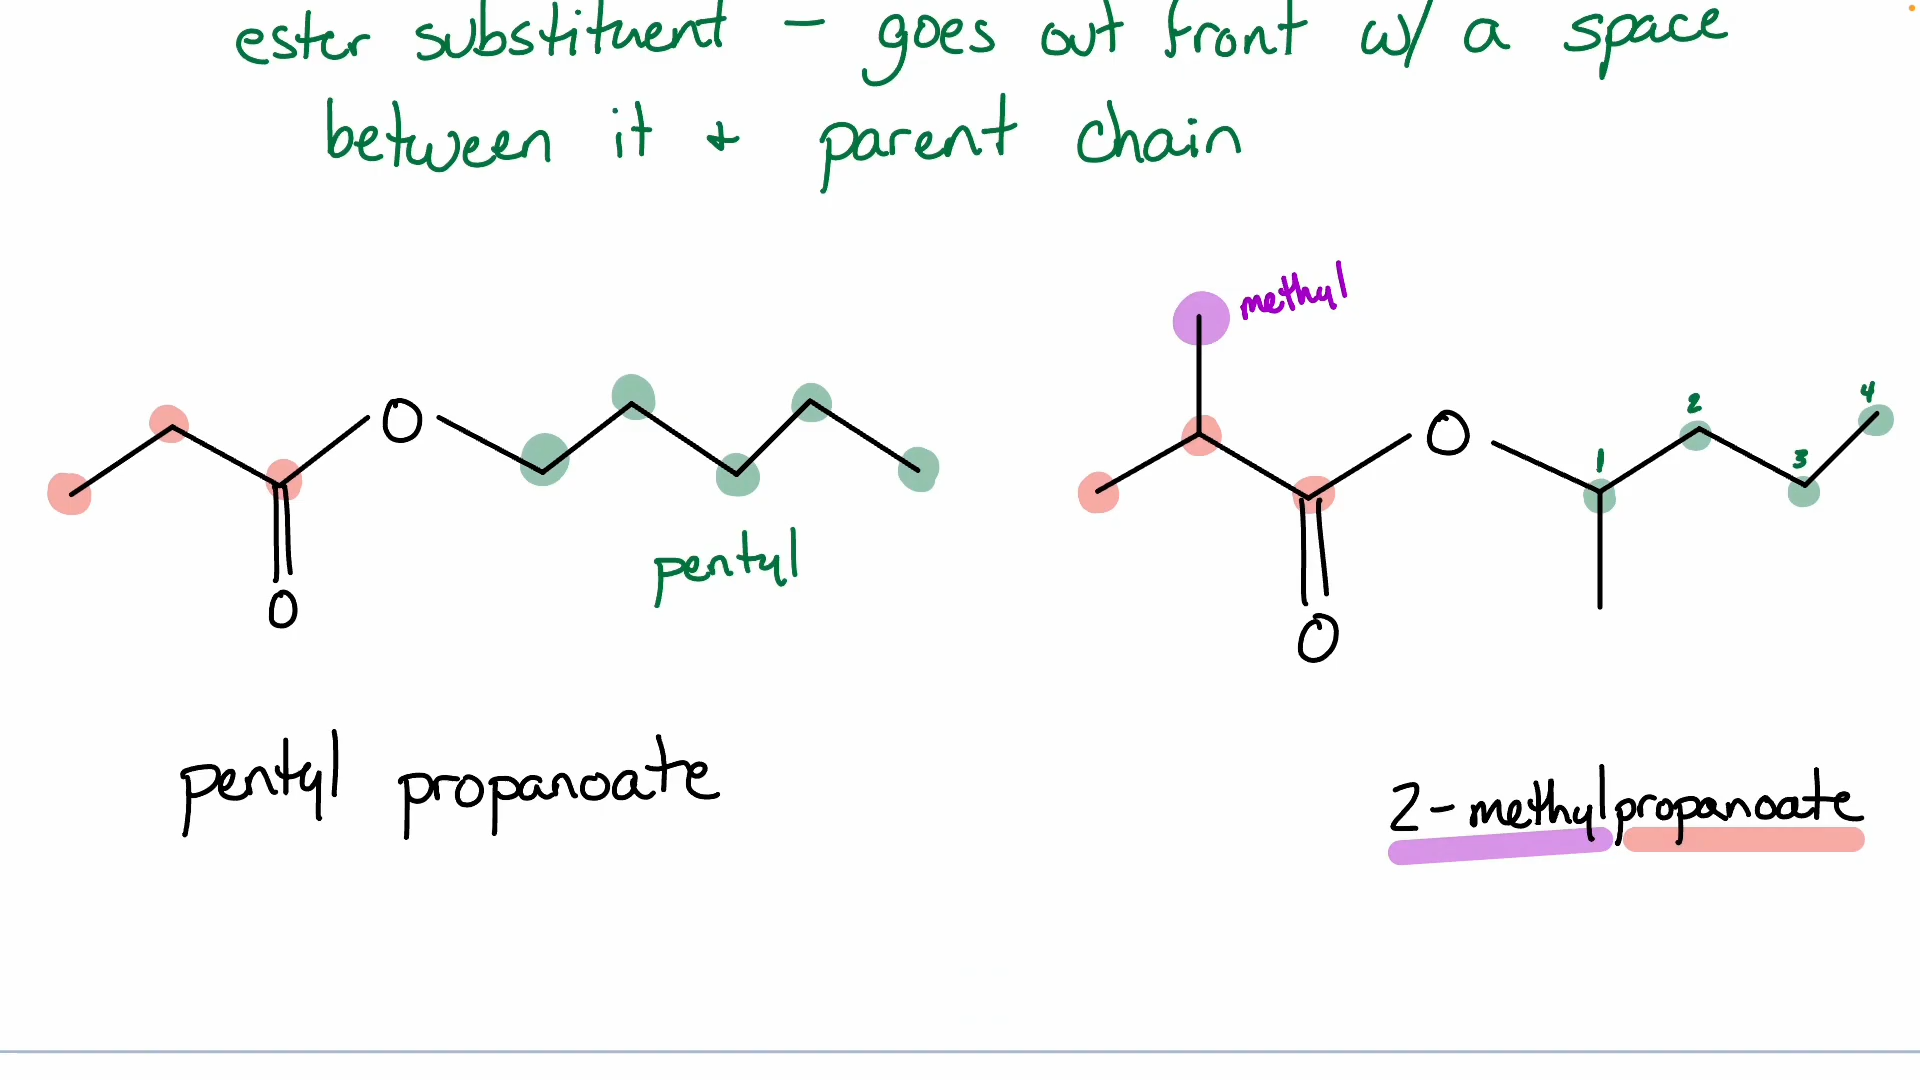 ester substituent – goes out front w/ a space
between it + parent chain
methyl
O
pentyl
O
O
1
2
3
4
O
pentyl propanoate
2-methylpropanoate